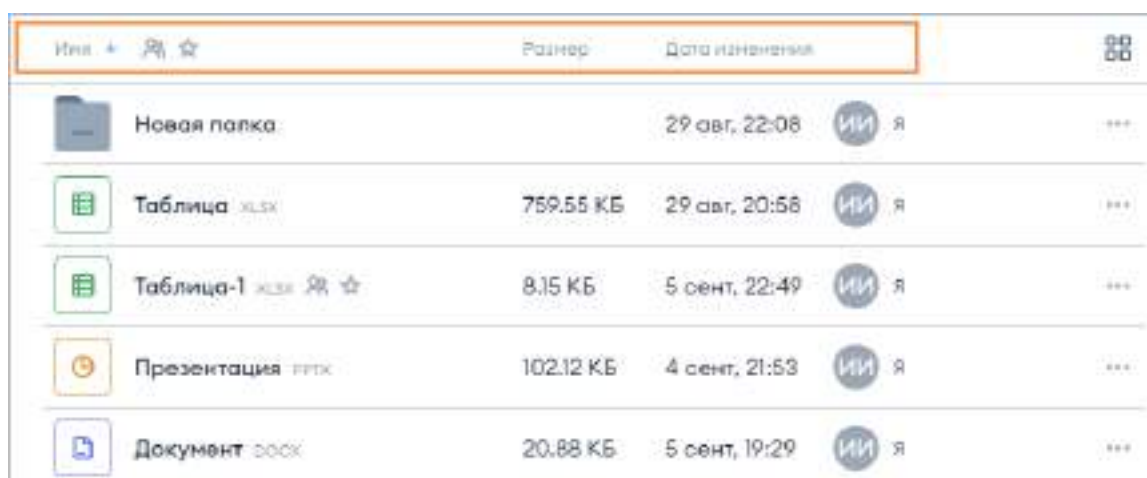 Имя Размер Дата изменения
Новая папка 29 авг, 22:08 ИИ Я
Таблица XLSX 759.55 КБ 29 авг, 20:58 ИИ Я
Таблица-1 XLSX 8.15 КБ 5 сент, 22:49 ИИ Я
Презентация PPTX 102.12 КБ 4 сент, 21:53 ИИ Я
Документ DOCX 20.88 КБ 5 сент, 19:29 ИИ Я